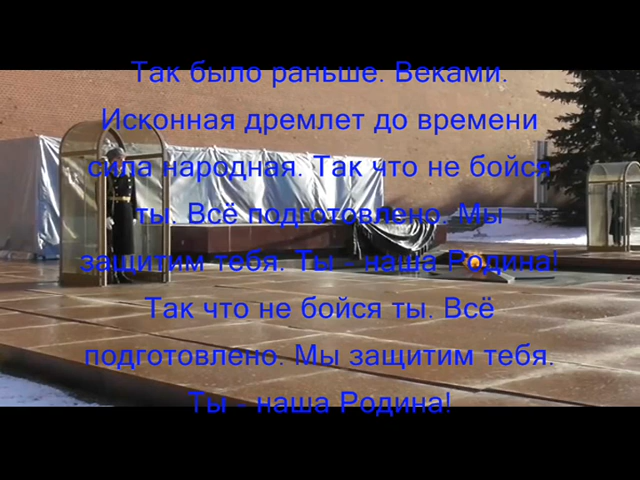 Так было раньше. Веками.
Исконная дремлет до времени
сила народная. Так что не бойся
ты. Всё подготовлено. Мы
защитим тебя. Ты - наша Родина!
Так что не бойся ты. Всё
подготовлено. Мы защитим тебя.
Ты - наша Родина!